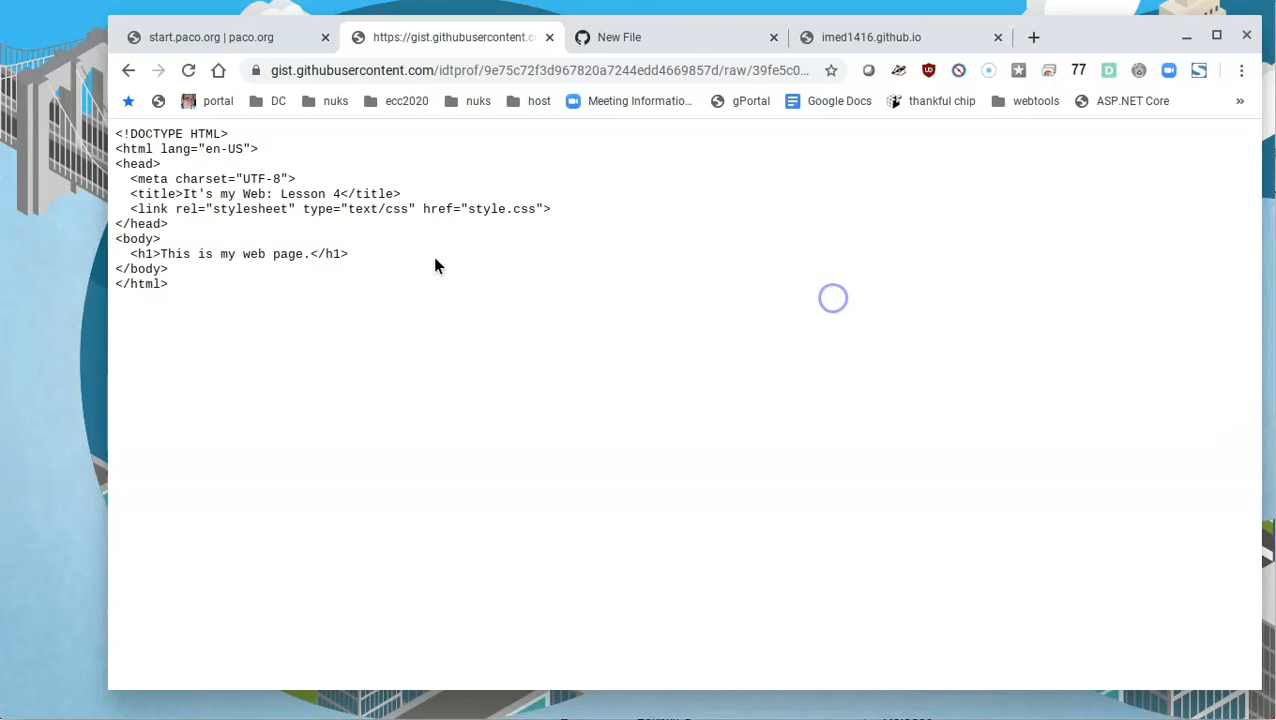 start.paco.org | paco.org
https://gist.githubusercontent.c
New File
imed1416.github.io
gist.githubusercontent.com/idtprof/9e75c72f3d967820a7244edd4669857d/raw/39fe5c0...
77
portal
DC
nuks
ecc2020
nuks
host
Meeting Informatio...
gPortal
Google Docs
thankful chip
webtools
ASP.NET Core
»
<!DOCTYPE HTML>
<html lang="en-US">
<head>
  <meta charset="UTF-8">
  <title>It's my Web: Lesson 4</title>
  <link rel="stylesheet" type="text/css" href="style.css">
</head>
<body>
  <h1>This is my web page.</h1>
</body>
</html>